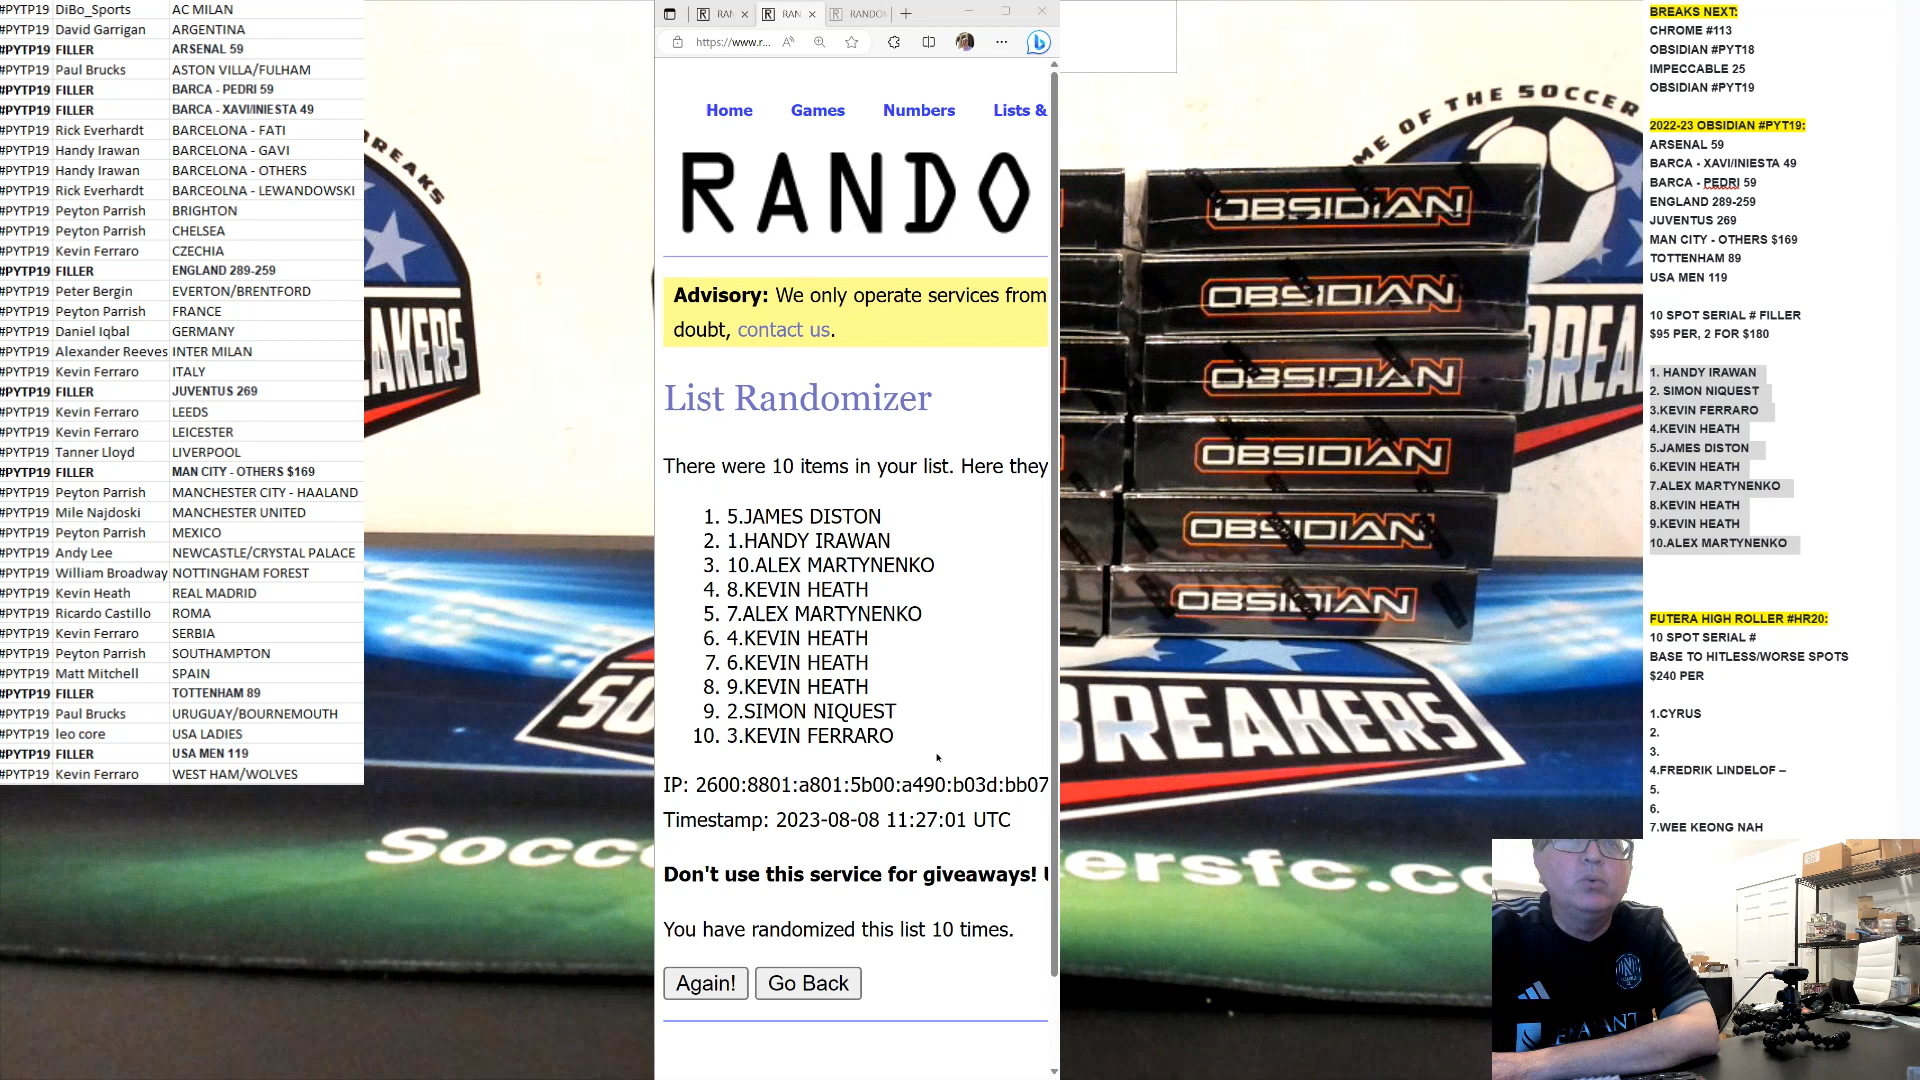 #PYTP19 DiBo_Sports AC MILAN
#PYTP19 David Garrigan ARGENTINA
#PYTP19 FILLER ARSENAL 59
#PYTP19 Paul Brucks ASTON VILLA/FULHAM
#PYTP19 FILLER BARCA - PEDRI 59
#PYTP19 FILLER BARCA - XAVI/INIESTA 49
#PYTP19 Rick Everhardt BARCELONA - FATI
#PYTP19 Handy Irawan BARCELONA - GAVI
#PYTP19 Handy Irawan BARCELONA - OTHERS
#PYTP19 Rick Everhardt BARCEOLNA - LEWANDOWSKI
#PYTP19 Peyton Parrish BRIGHTON
#PYTP19 Peyton Parrish CHELSEA
#PYTP19 Kevin Ferraro CZECHIA
#PYTP19 FILLER ENGLAND 289-259
#PYTP19 Peter Bergin EVERTON/BRENTFORD
#PYTP19 Peyton Parrish FRANCE
#PYTP19 Daniel Iqbal GERMANY
#PYTP19 Alexander Reeves INTER MILAN
#PYTP19 Kevin Ferraro ITALY
#PYTP19 FILLER JUVENTUS 269
#PYTP19 Kevin Ferraro LEEDS
#PYTP19 Kevin Ferraro LEICESTER
#PYTP19 Tanner Lloyd LIVERPOOL
#PYTP19 FILLER MAN CITY - OTHERS $169
#PYTP19 Peyton Parrish MANCHESTER CITY - HAALAND
#PYTP19 Mile Najdoski MANCHESTER UNITED
#PYTP19 Peyton Parrish MEXICO
#PYTP19 Andy Lee NEWCASTLE/CRYSTAL PALACE
#PYTP19 William Broadway NOTTINGHAM FOREST
#PYTP19 Kevin Heath REAL MADRID
#PYTP19 Ricardo Castillo ROMA
#PYTP19 Kevin Ferraro SERBIA
#PYTP19 Peyton Parrish SOUTHAMPTON
#PYTP19 Matt Mitchell SPAIN
#PYTP19 FILLER TOTTENHAM 89
#PYTP19 Paul Brucks URUGUAY/BOURNEMOUTH
#PYTP19 leo core USA LADIES
#PYTP19 FILLER USA MEN 119
#PYTP19 Kevin Ferraro WEST HAM/WOLVES
BREAKS
EAKERS
SO
Socc
RAN
RAN
RANDO
https://www.r...
Home Games Numbers Lists &
RANDO
Advisory: We only operate services from
doubt, contact us.
List Randomizer
There were 10 items in your list. Here they
1. 5.JAMES DISTON
2. 1.HANDY IRAWAN
3. 10.ALEX MARTYNENKO
4. 8.KEVIN HEATH
5. 7.ALEX MARTYNENKO
6. 4.KEVIN HEATH
7. 6.KEVIN HEATH
8. 9.KEVIN HEATH
9. 2.SIMON NIQUEST
10. 3.KEVIN FERRARO
IP: 2600:8801:a801:5b00:a490:b03d:bb07
Timestamp: 2023-08-08 11:27:01 UTC
Don't use this service for giveaways!
You have randomized this list 10 times.
Again! Go Back
ME OF THE SOCCER
OBSIDIAN
OBSIDIAN
OBSIDIAN
OBSIDIAN
OBSIDIAN
OBSIDIAN
BREA
BREAKERS
ersfc.c
BREAKS NEXT:
CHROME #113
OBSIDIAN #PYT18
IMPECCABLE 25
OBSIDIAN #PYT19
2022-23 OBSIDIAN #PYT19:
ARSENAL 59
BARCA - XAVI/INIESTA 49
BARCA - PEDRI 59
ENGLAND 289-259
JUVENTUS 269
MAN CITY - OTHERS $169
TOTTENHAM 89
USA MEN 119
10 SPOT SERIAL # FILLER
$95 PER, 2 FOR $180
1. HANDY IRAWAN
2. SIMON NIQUEST
3.KEVIN FERRARO
4.KEVIN HEATH
5.JAMES DISTON
6.KEVIN HEATH
7.ALEX MARTYNENKO
8.KEVIN HEATH
9.KEVIN HEATH
10.ALEX MARTYNENKO
FUTERA HIGH ROLLER #HR20:
10 SPOT SERIAL #
BASE TO HITLESS/WORSE SPOTS
$240 PER
1.CYRUS
2.
3.
4.FREDRIK LINDELOF –
5.
6.
7.WEE KEONG NAH